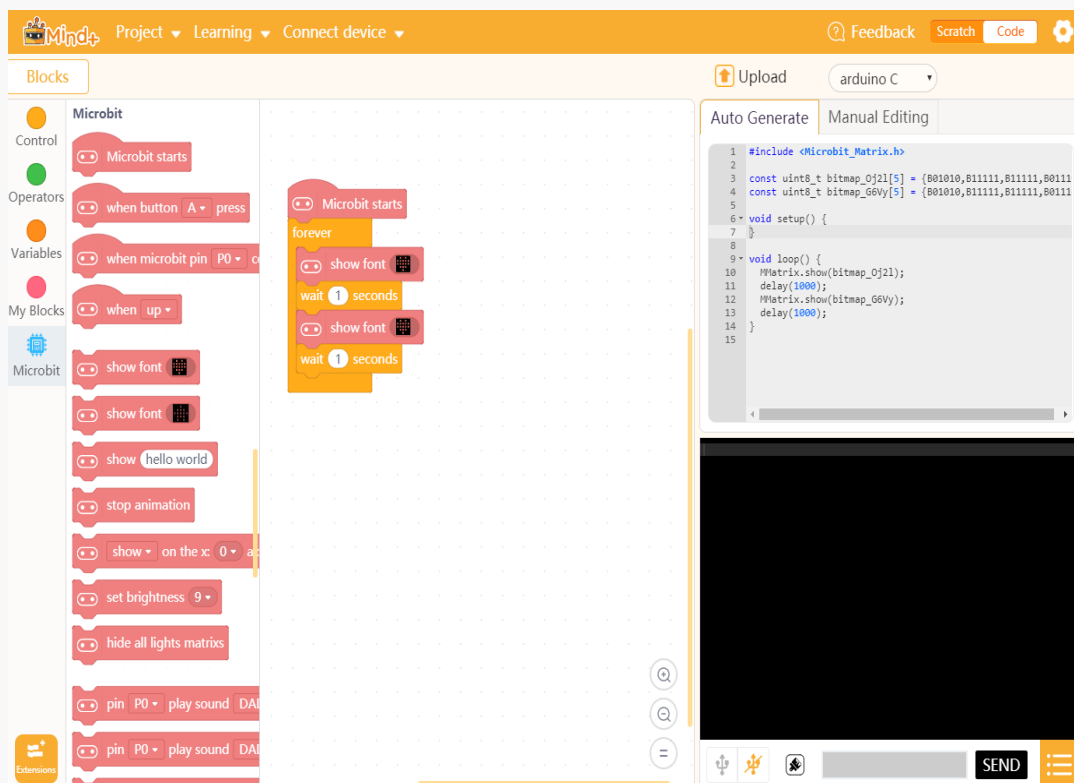 Mind+ Project Learning Connect device Feedback Scratch Code
Blocks
Upload arduino C
Control
Operators
Variables
My Blocks
Microbit
Extensions
Microbit
Microbit starts
when button A press
when microbit pin P0 c
when up
show font
show font
show hello world
stop animation
show on the x: 0 a
set brightness 9
hide all lights matrixs
pin P0 play sound DA
pin P0 play sound DA
Microbit starts
forever
show font
wait 1 seconds
show font
wait 1 seconds
=
Auto Generate Manual Editing
1 #include <Microbit_Matrix.h>
2
3 const uint8_t bitmap_Oj2l[5] = {B01010,B11111,B11111,B0111
4 const uint8_t bitmap_G6Vy[5] = {B01010,B11111,B11111,B0111
5
6 void setup() {
7 }
8
9 void loop() {
10 MMatrix.show(bitmap_Oj2l);
11 delay(1000);
12 MMatrix.show(bitmap_G6Vy);
13 delay(1000);
14 }
15
SEND